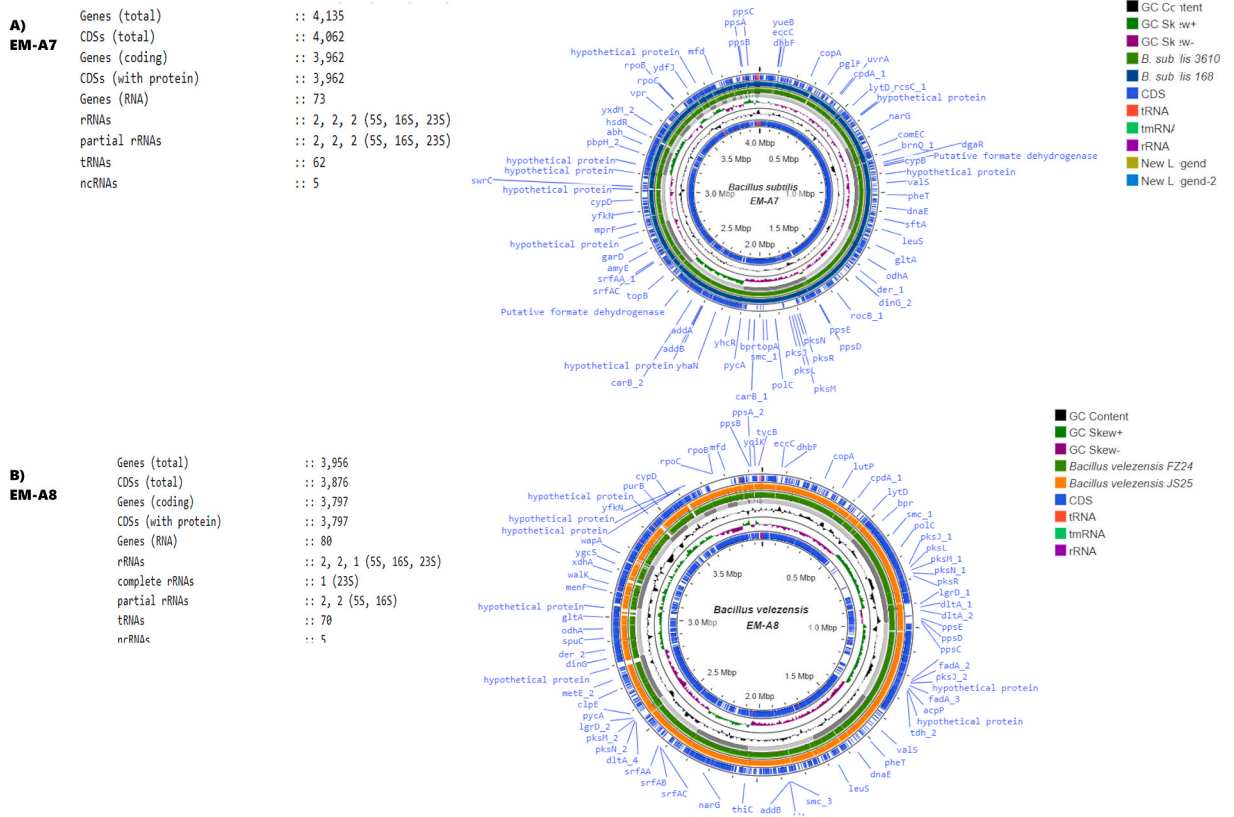 A)
EM-A7
Genes (total) :: 4,135
CDSs (total) :: 4,062
Genes (coding) :: 3,962
CDSs (with protein) :: 3,962
Genes (RNA) :: 73
rRNAs :: 2, 2, 2 (5S, 16S, 23S)
partial rRNAs :: 2, 2, 2 (5S, 16S, 23S)
tRNAs :: 62
ncRNAs :: 5
ppsC
ppsA
ppsB
yueB
eccC
dhbF
copA
pglF
uvrA
cpdA_1
lytD
rcsC_1
hypothetical protein
narG
comEC
brnQ_1
dgaR
cypB
Putative formate dehydrogenase
hypothetical protein
valS
pheT
dnaE
sftA
leuS
gltA
odhA
der_1
dinG_2
rocB_1
ppsE
ppsD
pksN
pksR
pksJ
pksL
pksM
polC
bprtopA
smc_1
carB_1
pycA
yhcR
yhaN
hypothetical protein
carB_2
addB
addA
Putative formate dehydrogenase
topB
srfAC
srfAA_1
amyE
garD
hypothetical protein
mprF
yfkN
cypD
hypothetical protein
swrC
hypothetical protein
hypothetical protein
pbpH_2
abh
hsdR
yxdM_2
vpr
rpoC
rpoB
ydfJ
hypothetical protein
mfd
4.0 Mbp
0.5 Mbp
1.0 Mbp
1.5 Mbp
2.0 Mbp
2.5 Mbp
3.0 Mbp
3.5 Mbp
Bacillus subtilis
EM-A7
GC Content
GC Skew+
GC Skew-
B. subtilis 3610
B. subtilis 168
CDS
tRNA
tmRNA
rRNA
New Legend
New Legend-2
B)
EM-A8
Genes (total) :: 3,956
CDSs (total) :: 3,876
Genes (coding) :: 3,797
CDSs (with protein) :: 3,797
Genes (RNA) :: 80
rRNAs :: 2, 2, 1 (5S, 16S, 23S)
complete rRNAs :: 1 (23S)
partial rRNAs :: 2, 2 (5S, 16S)
tRNAs :: 70
ncRNAs :: 5
ppsA_2
ppsB
tycB
yqiK
eccC
dhbF
copA
lutP
cpdA_1
lytD
bpr
smc_1
polC
pksJ_1
pksL
pksM_1
pksN_1
pksR
lgrD_1
dltA_1
dltA_2
ppsE
ppsD
ppsC
fadA_2
pksJ_2
hypothetical protein
fadA_3
acpP
hypothetical protein
tdh_2
valS
pheT
dnaE
leuS
smc_3
addB
thiC
narG
srfAC
srfAB
srfAA
dltA_4
pksN_2
pksM_2
lgrD_2
pycA
clpE
metE_2
hypothetical protein
dinG
der_2
spuC
odhA
gltA
hypothetical protein
menF
walK
xdhA
ygcS
wapA
hypothetical protein
hypothetical protein
yfkN
hypothetical protein
purB
cypD
rpoC
rpoB
mfd
0.5 Mbp
1.0 Mbp
1.5 Mbp
2.0 Mbp
2.5 Mbp
3.0 Mbp
3.5 Mbp
Bacillus velezensis
EM-A8
GC Content
GC Skew+
GC Skew-
Bacillus velezensis FZ24
Bacillus velezensis JS25
CDS
tRNA
tmRNA
rRNA